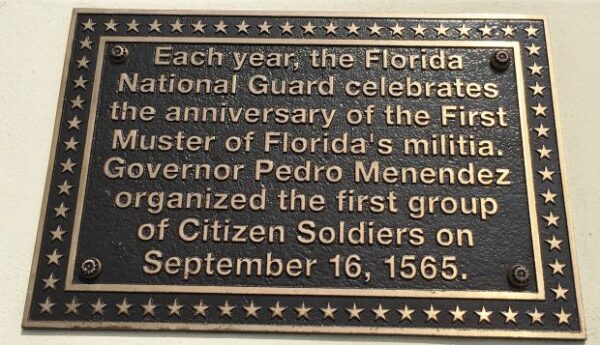 Each year, the Florida
National Guard celebrates
the anniversary of the First
Muster of Florida's militia.
Governor Pedro Menendez
organized the first group
of Citizen Soldiers on
September 16, 1565.